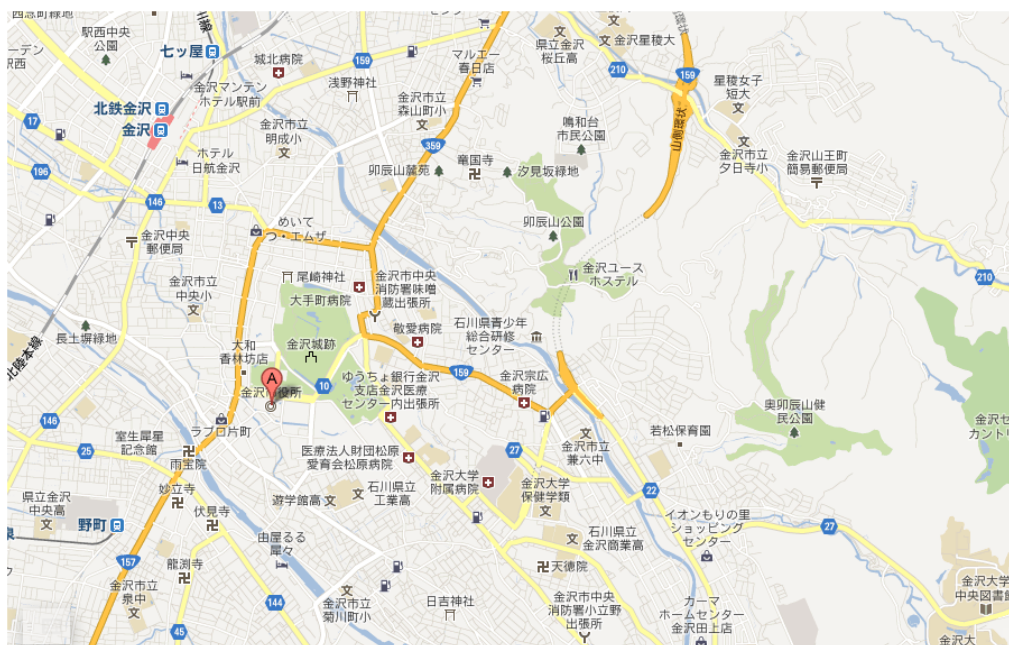 西念町緑地
駅西中央
公園
城北病院
七ツ屋
159
マルエー
春日店
県立金沢
桜丘高
金沢星稜大
210
159
星稜女子
短大
山側環状
金沢マンテン
ホテル駅前
浅野神社
金沢市立
森山町小
北鉄金沢
金沢
17
金沢市立
明成小
鳴和台
市民公園
359
ホテル
日航金沢
竜国寺
卯辰山麓苑
汐見坂緑地
金沢市立
夕日寺小
金沢山王町
簡易郵便局
196
146
13
卯辰山公園
金沢中央
郵便局
めいて
つ・エムザ
金沢市立
中央小
尾崎神社
大手町病院
金沢市中央
消防署味噌
蔵出張所
金沢ユース
ホステル
210
長土塀緑地
北陸本線
大和
香林坊店
金沢城跡
敬愛病院
石川県青少年
総合研修
センター
A
金沢市役所
10
ゆうちょ銀行金沢
支店金沢医療
センター内出張所
159
金沢宗広
病院
146
25
室生犀星
記念館
ラブロ片町
雨宝院
医療法人財団松原
愛育会松原病院
27
金沢市立
兼六中
若松保育園
奥卯辰山健
民公園
金沢セ
カントリ
県立金沢
中央高
妙立寺
遊学館高
石川県立
工業高
金沢大学
附属病院
金沢大学
保健学類
22
イオンもりの里
ショッピング
センター
27
野町
伏見寺
由屋るる
犀々
石川県立
金沢商業高
157
龍渕寺
天徳院
金沢市立
泉中
144
金沢市立
菊川町小
日吉神社
金沢市中央
消防署小立野
出張所
カーマ
ホームセンター
金沢田上店
金沢大学
中央図書館
45
金沢大